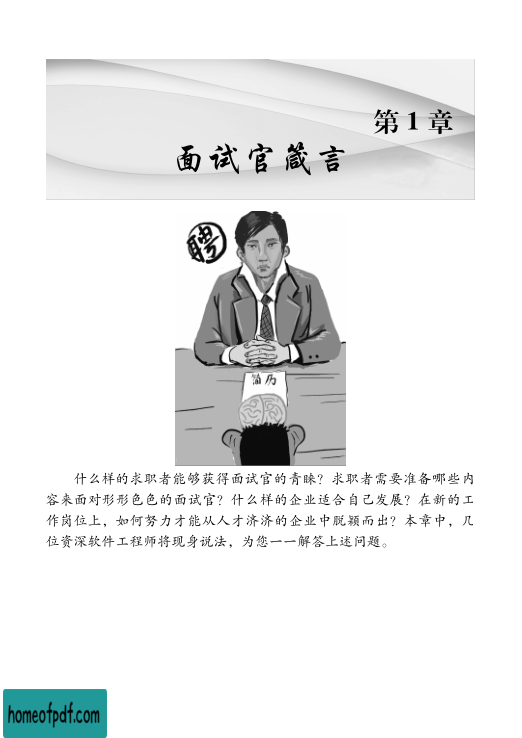 第1章
面试官箴言
聘
简历
什么样的求职者能够获得面试官的青睐？求职者需要准备哪些内
容来面对形形色色的面试官？什么样的企业适合自己发展？在新的工
作岗位上，如何努力才能从人才济济的企业中脱颖而出？本章中，几
位资深软件工程师将现身说法，为您一一解答上述问题。
homeofpdf.com